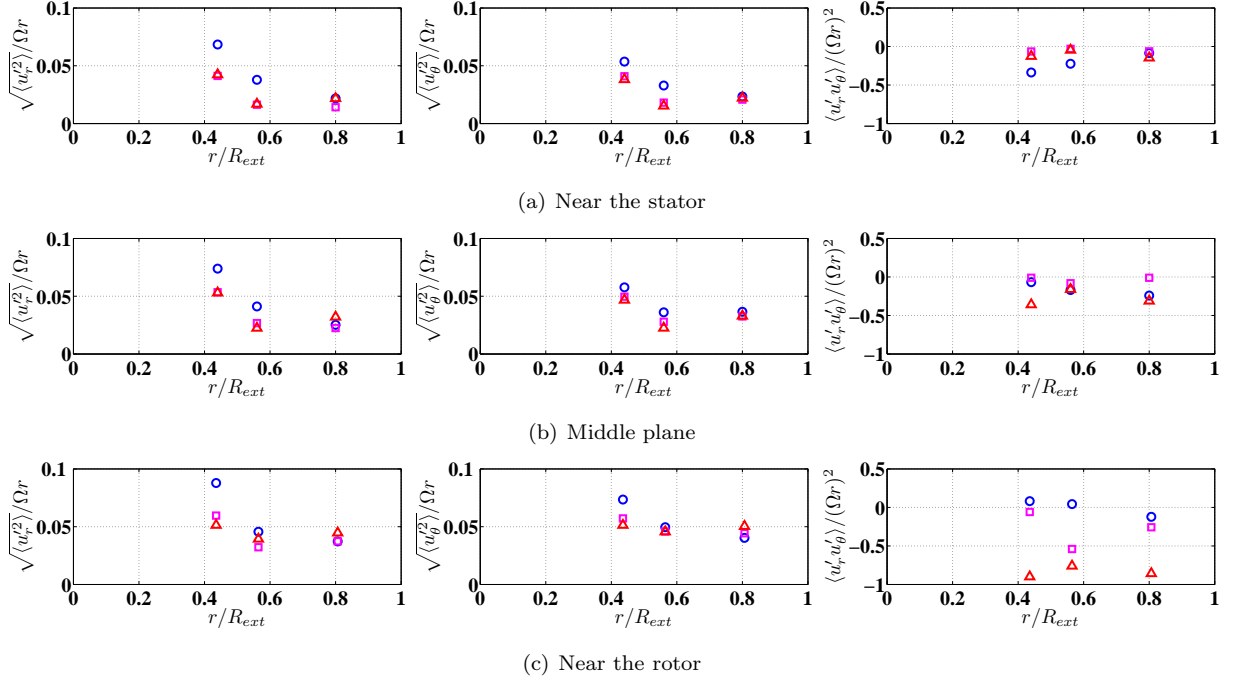 0.1 0.1 0.5
√⟨u′r²⟩/Ωr 0.05 √⟨u′θ²⟩/Ωr 0.05 ⟨u′r u′θ⟩/(Ωr)² 0
−0.5
0 0 −1
0 0.2 0.4 0.6 0.8 1 0 0.2 0.4 0.6 0.8 1 0 0.2 0.4 0.6 0.8 1
r/Rext r/Rext r/Rext
(a) Near the stator
0.1 0.1 0.5
√⟨u′r²⟩/Ωr 0.05 √⟨u′θ²⟩/Ωr 0.05 ⟨u′r u′θ⟩/(Ωr)² 0
−0.5
0 0 −1
0 0.2 0.4 0.6 0.8 1 0 0.2 0.4 0.6 0.8 1 0 0.2 0.4 0.6 0.8 1
r/Rext r/Rext r/Rext
(b) Middle plane
0.1 0.1 0.5
√⟨u′r²⟩/Ωr 0.05 √⟨u′θ²⟩/Ωr 0.05 ⟨u′r u′θ⟩/(Ωr)² 0
−0.5
0 0 −1
0 0.2 0.4 0.6 0.8 1 0 0.2 0.4 0.6 0.8 1 0 0.2 0.4 0.6 0.8 1
r/Rext r/Rext r/Rext
(c) Near the rotor